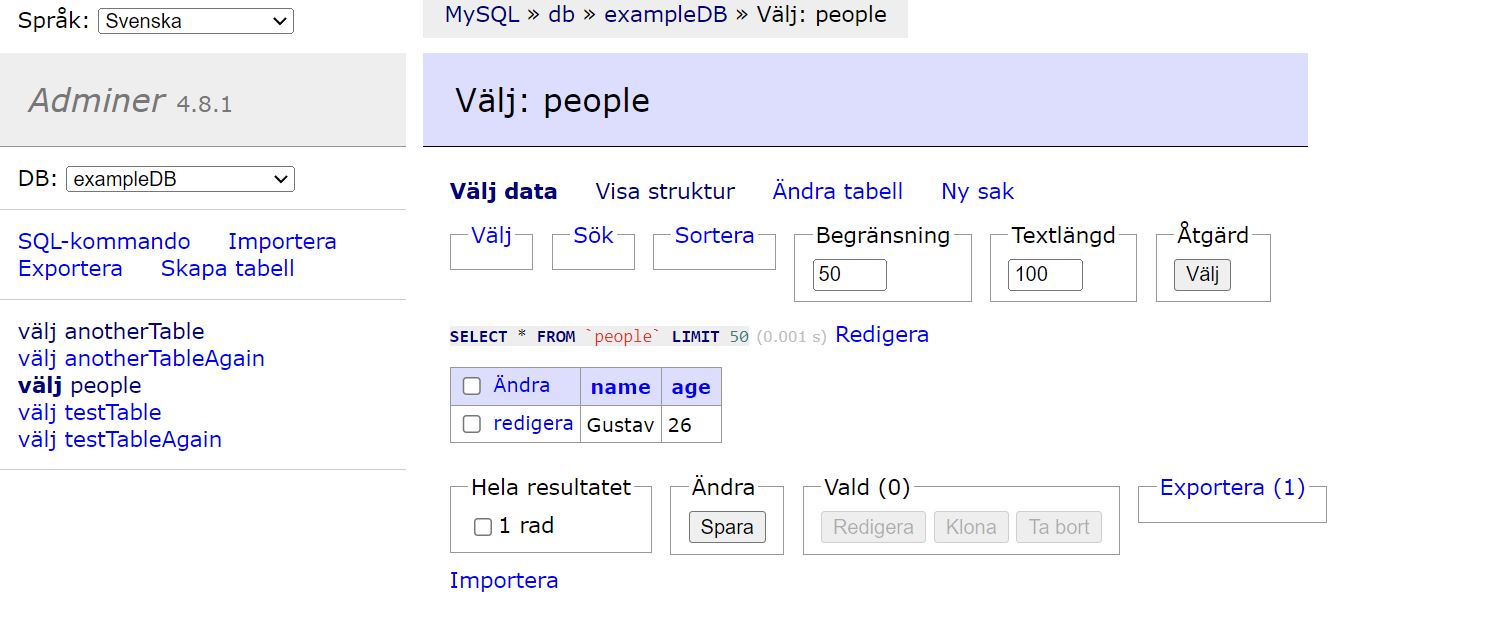 Språk: Svenska
MySQL » db » exampleDB » Välj: people
Adminer 4.8.1
Välj: people
DB: exampleDB
SQL-kommando Importera
Exportera Skapa tabell
välj anotherTable
välj anotherTableAgain
välj people
välj testTable
välj testTableAgain
Välj data Visa struktur Ändra tabell Ny sak
Välj Sök Sortera Begränsning Textlängd Åtgärd
50 100 Välj
SELECT * FROM `people` LIMIT 50 (0.001 s) Redigera
Ändra name age
redigera Gustav 26
Hela resultatet Ändra Vald (0) Exportera (1)
1 rad Spara Redigera Klona Ta bort
Importera